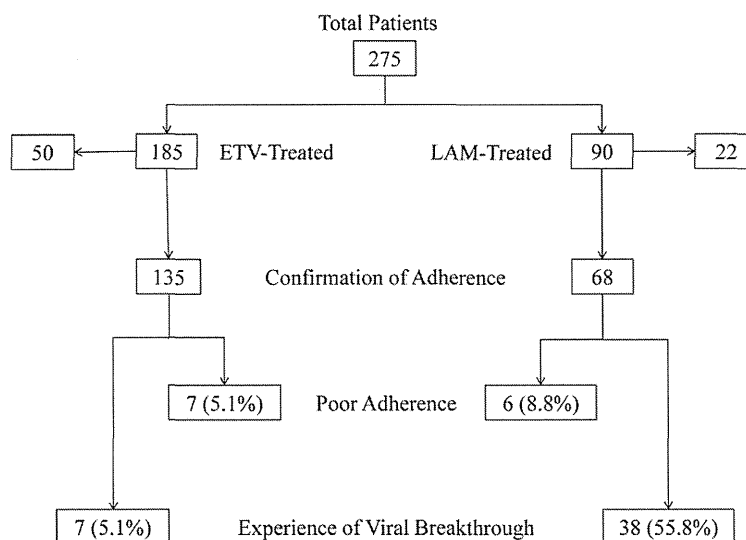 Total Patients
275
50
185
ETV-Treated
LAM-Treated
90
22
135
Confirmation of Adherence
68
7 (5.1%)
Poor Adherence
6 (8.8%)
7 (5.1%)
Experience of Viral Breakthrough
38 (55.8%)